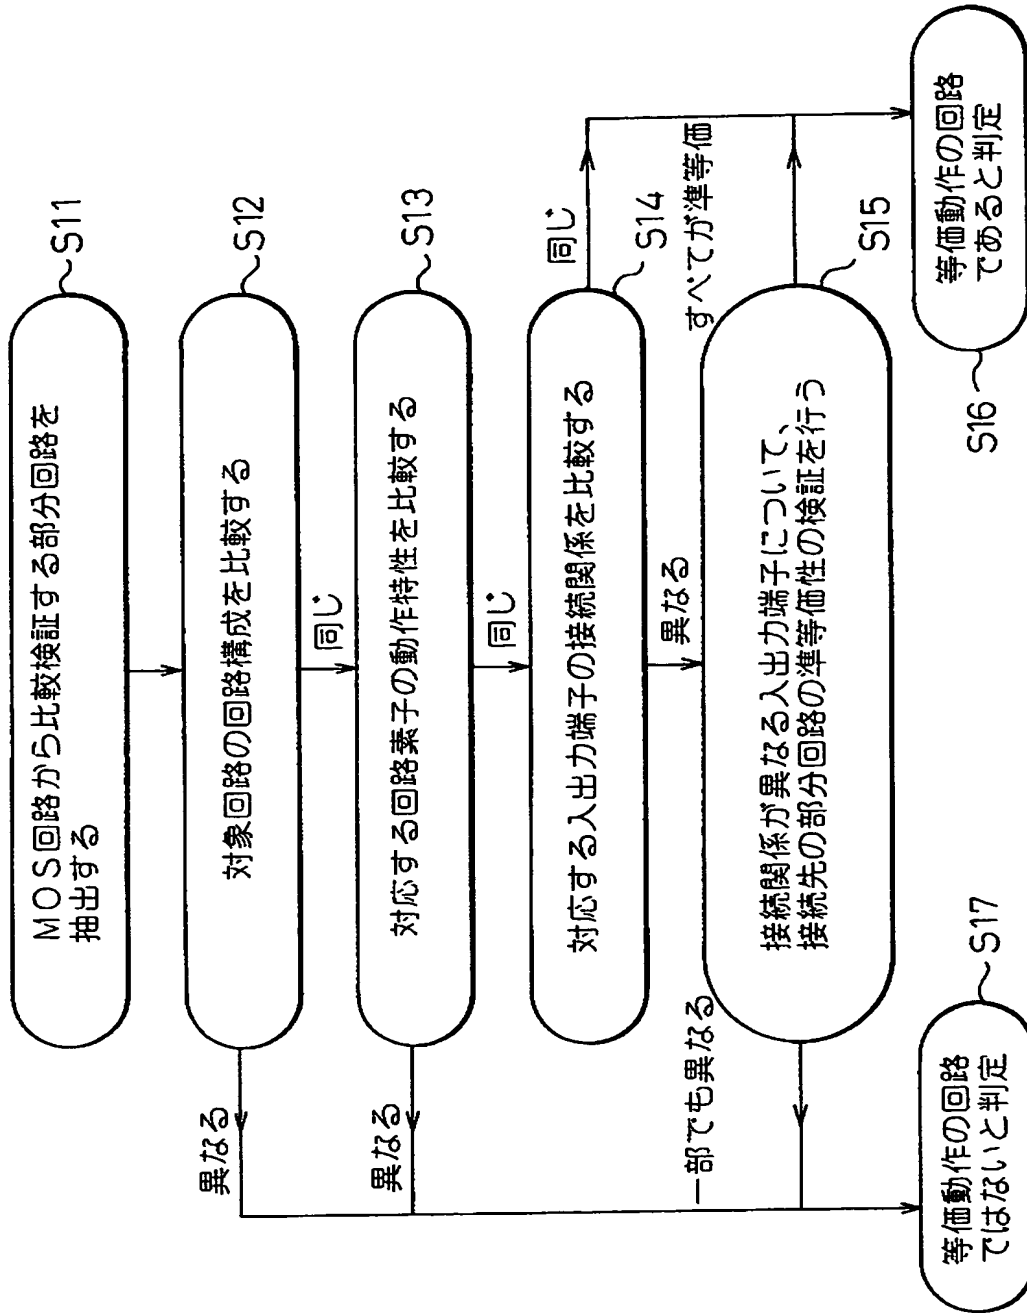 MOS回路から比較検証する部分回路を
抽出する
S11
対象回路の回路構成を比較する
S12
異なる
同じ
対応する回路素子の動作特性を比較する
S13
異なる
同じ
対応する入出力端子の接続関係を比較する
S14
同じ
異なる
接続関係が異なる入出力端子について、
接続先の部分回路の準等価性の検証を行う
S15
すべてが準等価
一部でも異なる
等価動作の回路
であると判定
S16
等価動作の回路
ではないと判定
S17